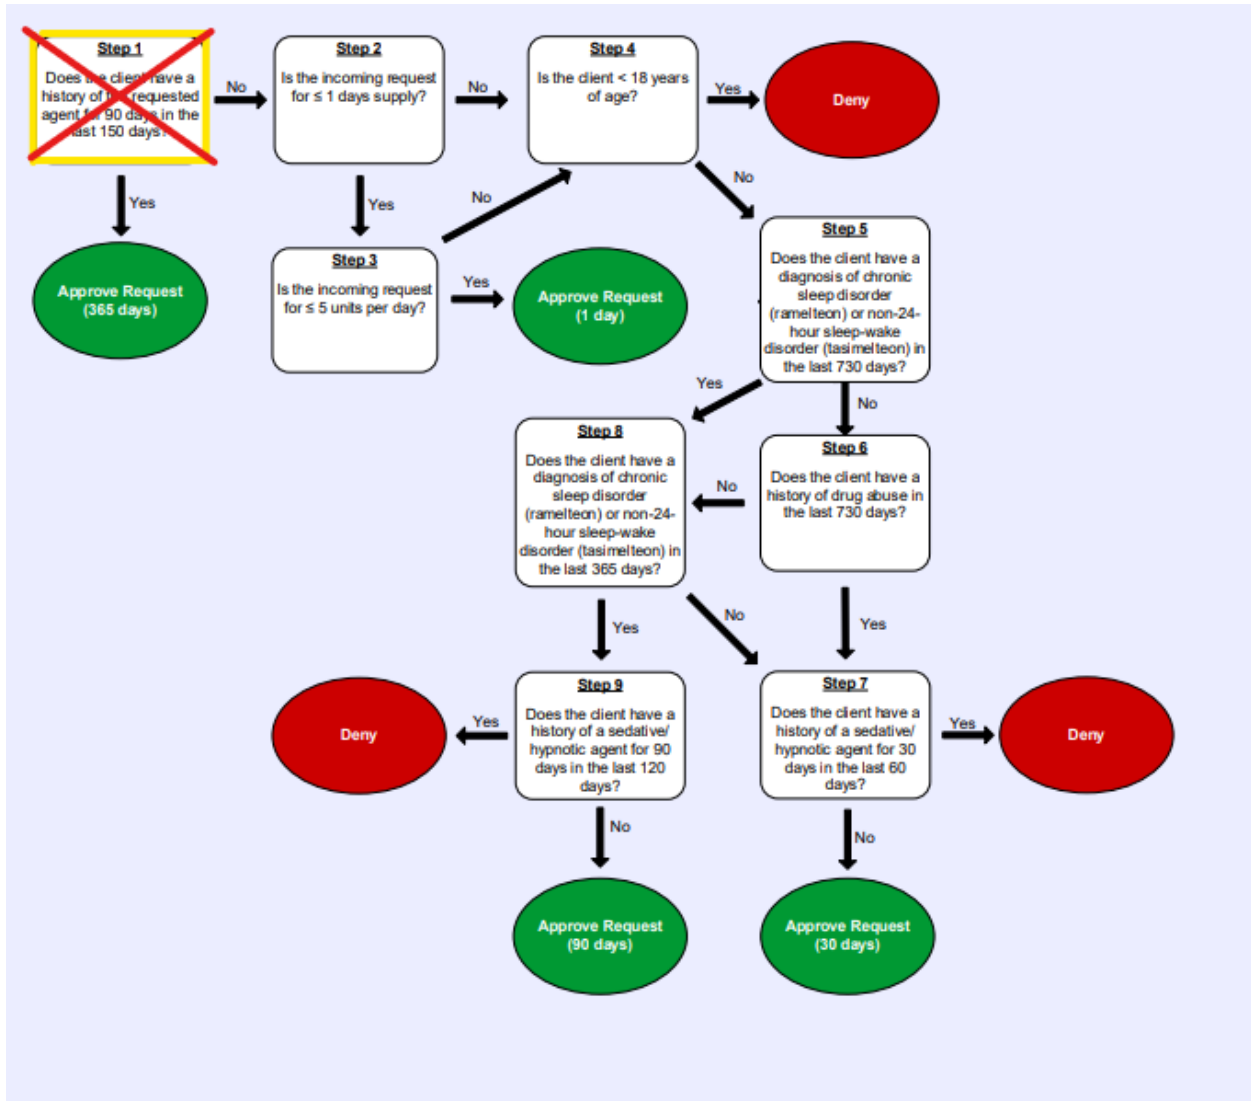 Step 1
Does the client have a
history of the requested
agent for 90 days in the
last 150 days?
No
Yes
Approve Request
(365 days)
Step 2
Is the incoming request
for ≤ 1 days supply?
No
Yes
Step 3
Is the incoming request
for ≤ 5 units per day?
No
Yes
Approve Request
(1 day)
Step 4
Is the client < 18 years
of age?
Yes
Deny
No
Step 5
Does the client have a
diagnosis of chronic
sleep disorder
(ramelteon) or non-24-
hour sleep-wake
disorder (tasimelteon) in
the last 730 days?
Yes
No
Step 6
Does the client have a
history of drug abuse in
the last 730 days?
No
Yes
Step 8
Does the client have a
diagnosis of chronic
sleep disorder
(ramelteon) or non-24-
hour sleep-wake
disorder (tasimelteon) in
the last 365 days?
Yes
No
Step 9
Does the client have a
history of a sedative/
hypnotic agent for 90
days in the last 120
days?
Yes
Deny
No
Approve Request
(90 days)
Step 7
Does the client have a
history of a sedative/
hypnotic agent for 30
days in the last 60
days?
Yes
Deny
No
Approve Request
(30 days)